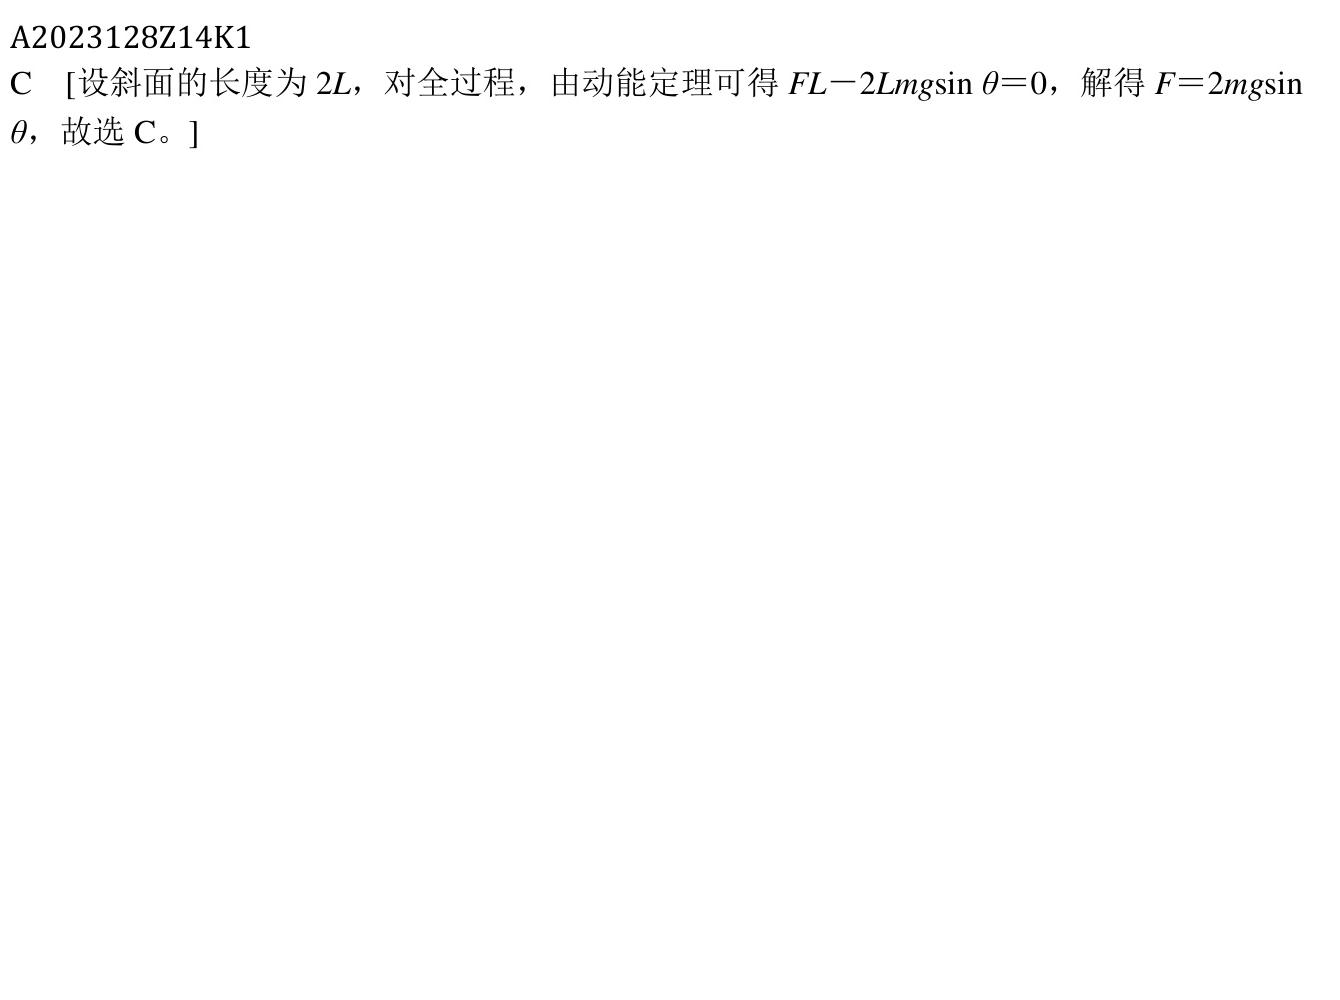 A2023128Z14K1
C　[设斜面的长度为 2L，对全过程，由动能定理可得 FL－2Lmgsin θ＝0，解得 F＝2mgsin
θ，故选 C。]